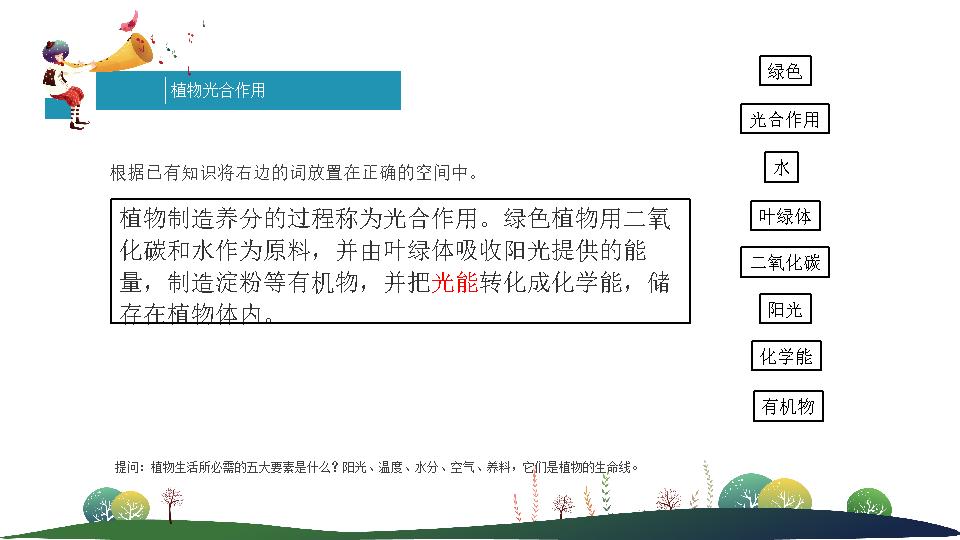 植物光合作用
根据已有知识将右边的词放置在正确的空间中。
植物制造养分的过程称为光合作用。绿色植物用二氧
化碳和水作为原料，并由叶绿体吸收阳光提供的能
量，制造淀粉等有机物，并把光能转化成化学能，储
存在植物体内。
绿色
光合作用
水
叶绿体
二氧化碳
阳光
化学能
有机物
提问：植物生活所必需的五大要素是什么？阳光、温度、水分、空气、养料，它们是植物的生命线。